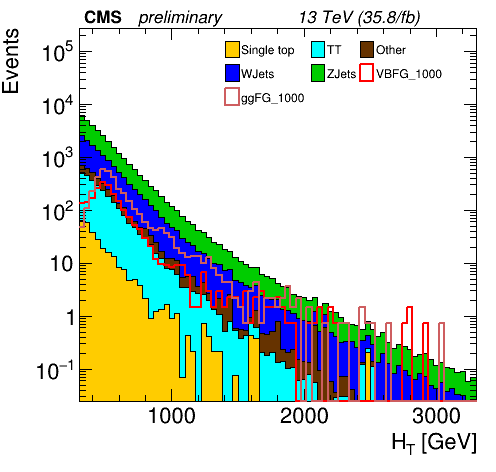 CMS preliminary 13 TeV (35.8/fb)
Events
Single top TT Other
WJets ZJets VBFG_1000
ggFG_1000
10^5
10^4
10^3
10^2
10
1
10^−1
1000 2000 3000
H_T [GeV]